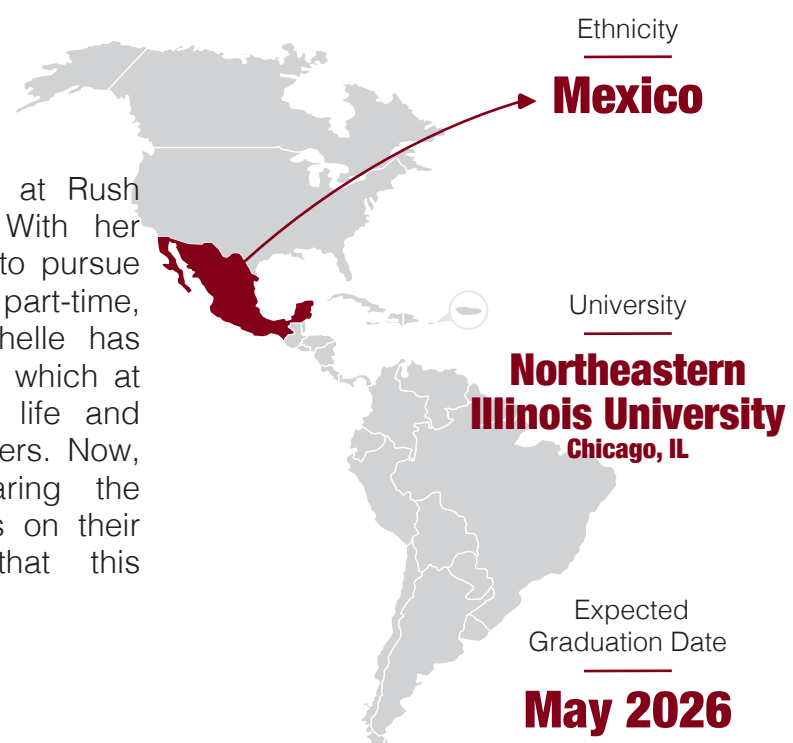 Ethnicity
Mexico
at Rush
With her
to pursue
part-time,
helle has
which at
life and
ers. Now,
aring the
s on their
that this
University
Northeastern
Illinois University
Chicago, IL
Expected
Graduation Date
May 2026